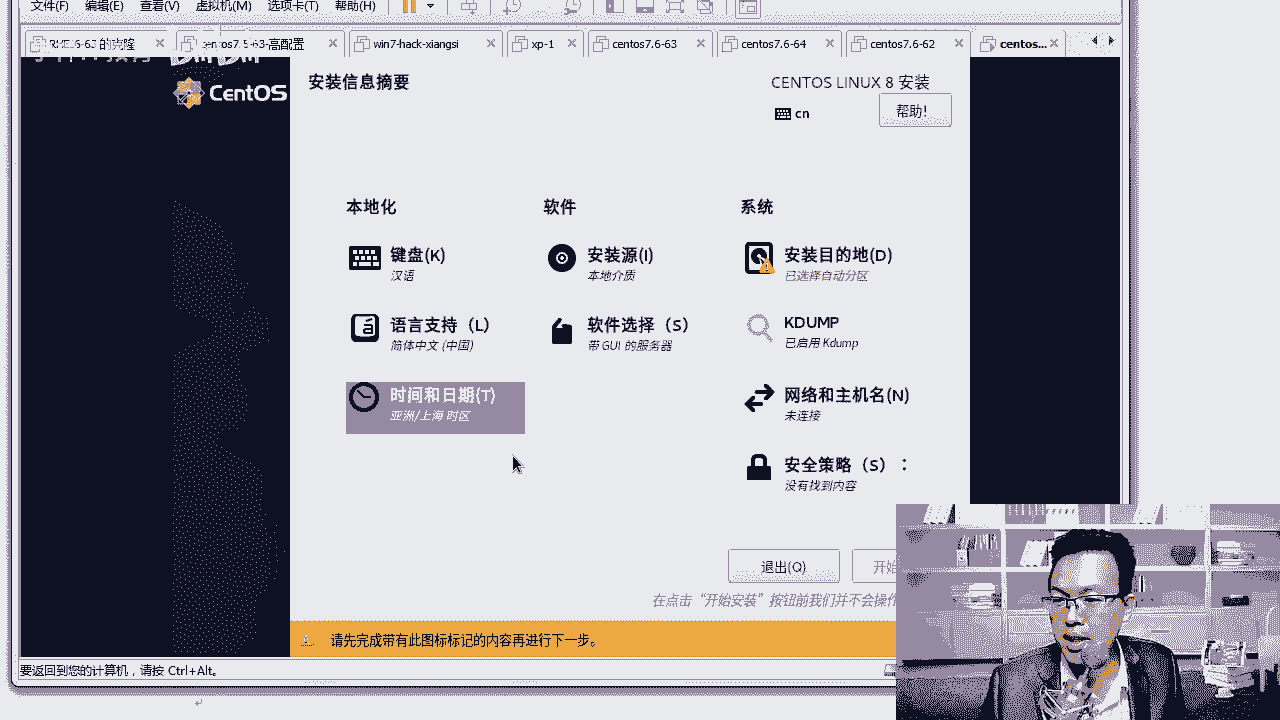 文件(F) 编辑(E) 查看(V) 虚拟机(M) 选项卡(T) 帮助(H)
RHEL6-63 的克隆 centos7.6-63-高配置 win7-hack-xiangsi xp-1 centos7.6-63 centos7.6-64 centos7.6-62 centos...
CentOS
安装信息摘要
CENTOS LINUX 8 安装
cn
帮助!
本地化
键盘(K)
汉语
语言支持（L）
简体中文 (中国)
时间和日期(T)
亚洲/上海 时区
软件
安装源(I)
本地介质
软件选择（S）
带 GUI 的服务器
系统
安装目的地(D)
已选择自动分区
KDUMP
已启用 Kdump
网络和主机名(N)
未连接
安全策略（S）：
没有找到内容
退出(Q)
开始
在点击“开始安装”按钮前我们并不会操作
请先完成带有此图标标记的内容再进行下一步。
要返回到您的计算机，请按 Ctrl+Alt。